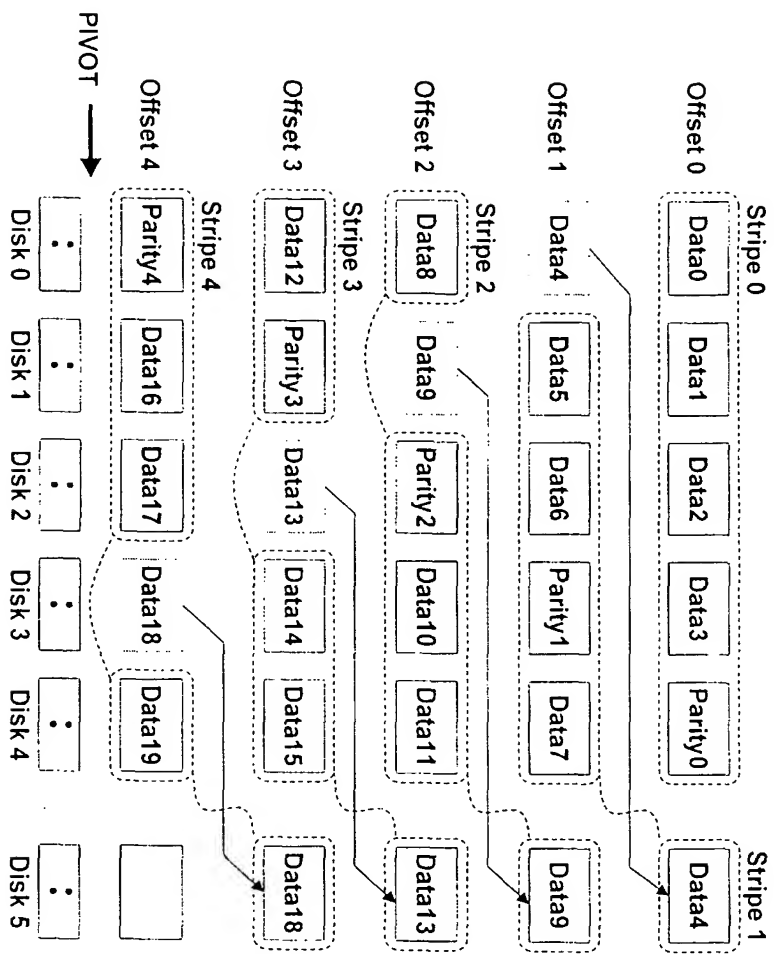 Stripe 0 Stripe 1
Offset 0 Data0 Data1 Data2 Data3 Parity0 Data4
Offset 1 Data4 Data5 Data6 Parity1 Data7 Data9
Stripe 2
Offset 2 Data8 Data9 Parity2 Data10 Data11 Data13
Stripe 3
Offset 3 Data12 Parity3 Data13 Data14 Data15 Data18
Stripe 4
Offset 4 Parity4 Data16 Data17 Data18 Data19
PIVOT
: : : : : :
Disk 0 Disk 1 Disk 2 Disk 3 Disk 4 Disk 5